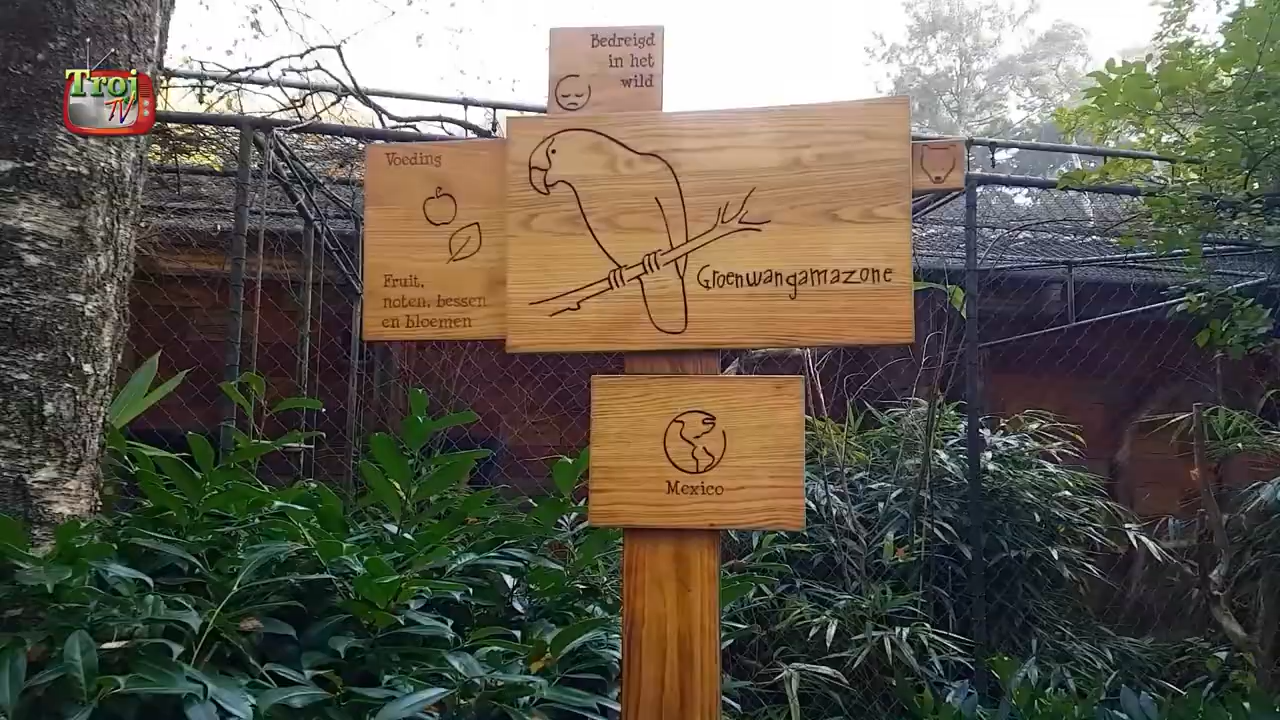 Troj
TV
Bedreigd
in het
wild
Voeding
Fruit,
noten, bessen
en bloemen
Groenwangamazone
Mexico